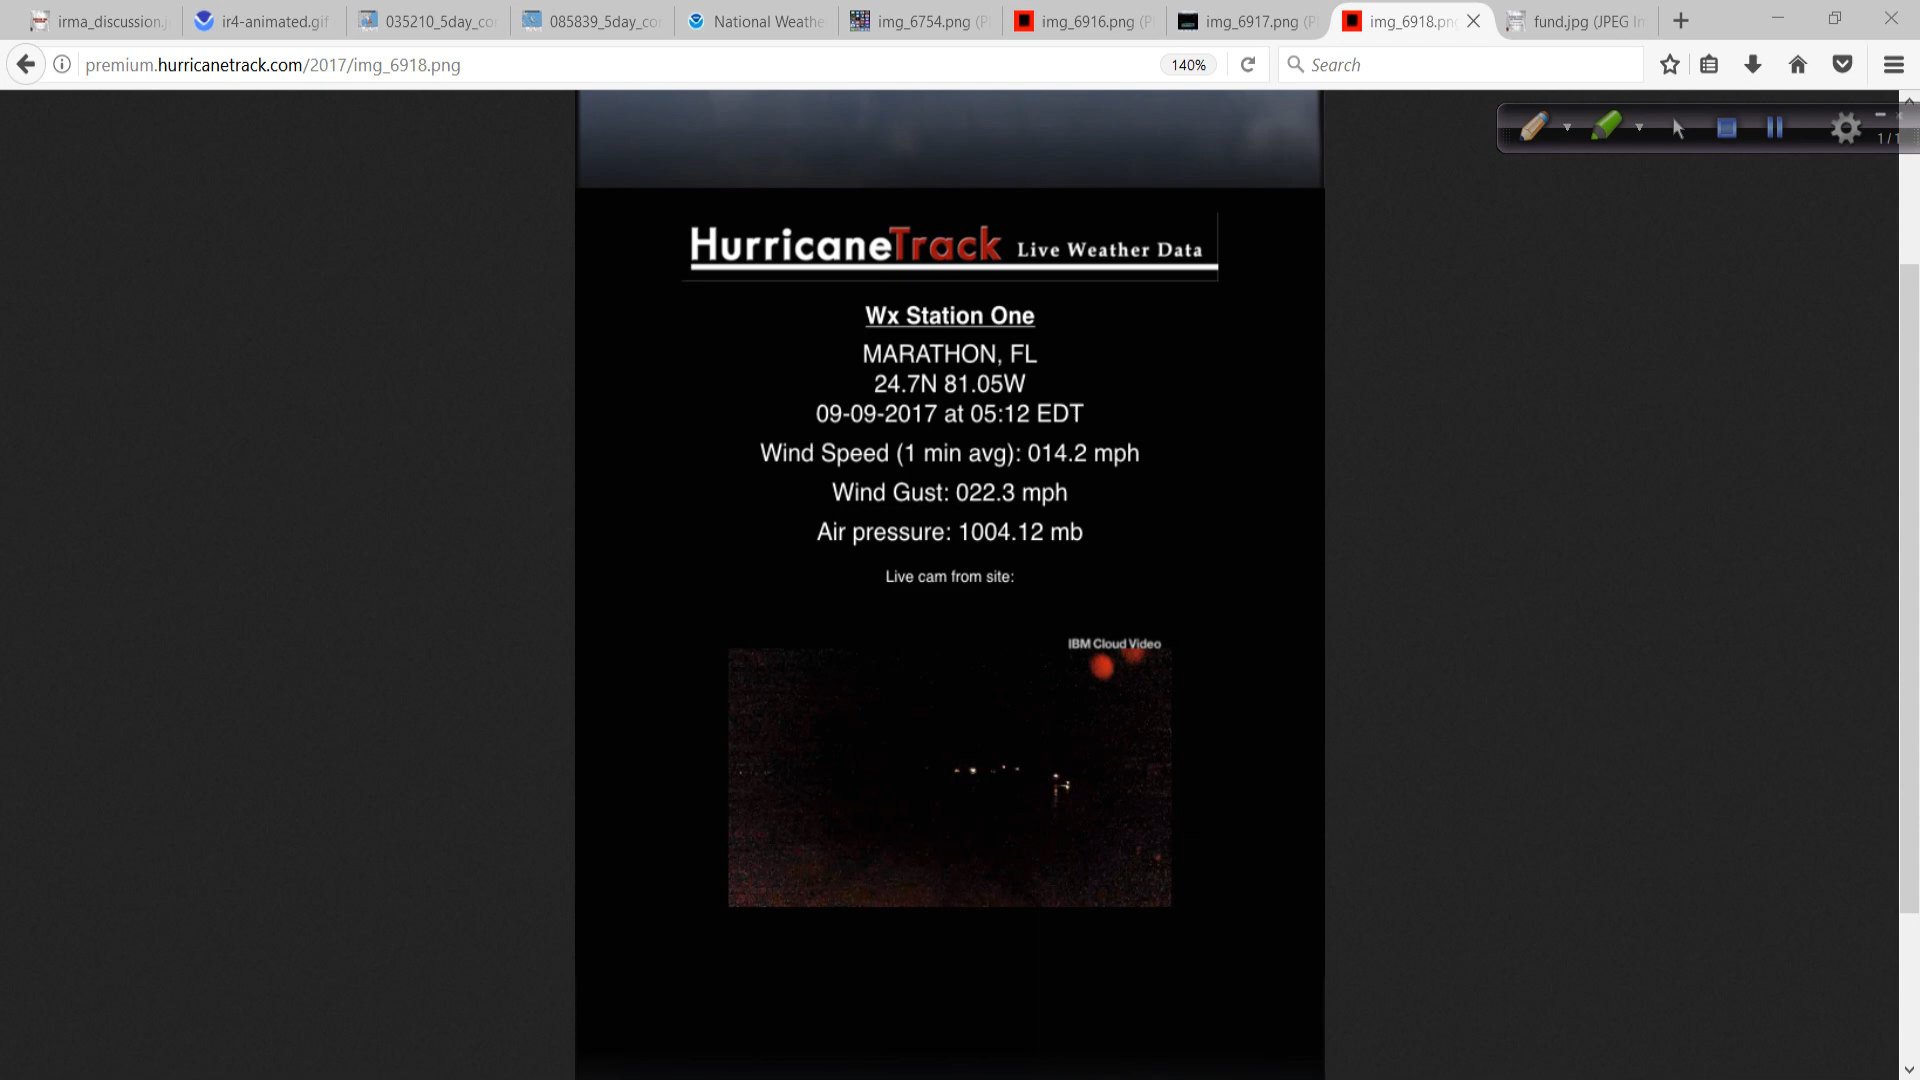 irma_discussion.j
ir4-animated.gif
035210_5day_co
085839_5day_co
National Weathe
img_6754.png (P
img_6916.png (P
img_6917.png (P
img_6918.pn
fund.jpg (JPEG In
premium.hurricanetrack.com/2017/img_6918.png
140%
Search
1/1
HurricaneTrack Live Weather Data
Wx Station One
MARATHON, FL
24.7N 81.05W
09-09-2017 at 05:12 EDT
Wind Speed (1 min avg): 014.2 mph
Wind Gust: 022.3 mph
Air pressure: 1004.12 mb
Live cam from site:
IBM Cloud Video